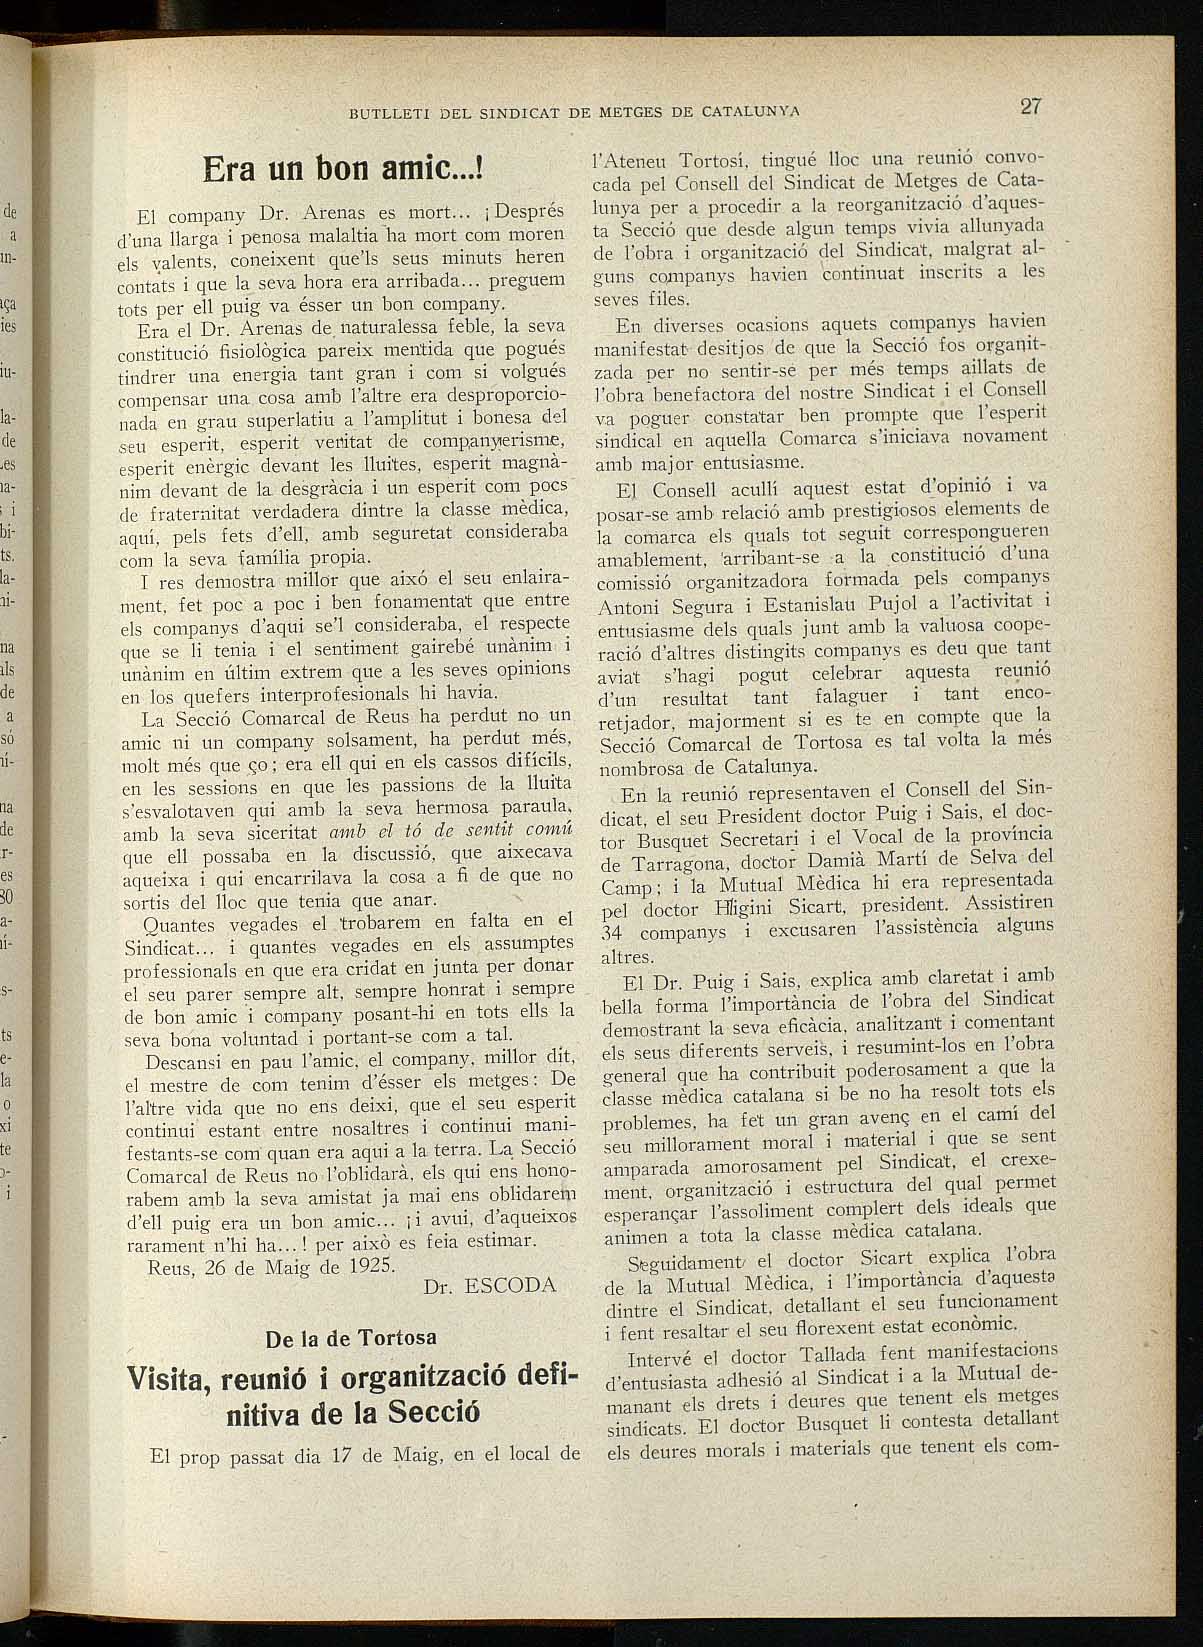 BUTLLETI DEL SINDICAT DE METGES DE CATALUNYA
27
Era un bon amic...!
El company Dr. Arenas es mort... ¡Després
d'una llarga i penosa malaltia ha mort com moren
els valents, coneixent que'ls seus minuts heren
contats i que la seva hora era arribada... preguem
tots per ell puig va ésser un bon company.
Era el Dr. Arenas de naturalessa feble, la seva
constitució fisiològica pareix mentida que pogués
tindrer una energia tant gran i com si volgués
compensar una cosa amb l'altre era desproporcio-
nada en grau superlatiu a l'amplitut i bonesa del
seu esperit, esperit veritat de companyerisme,
esperit enèrgic devant les lluites, esperit magnà-
nim devant de la desgràcia i un esperit com pocs
de fraternitat verdadera dintre la classe mèdica,
aquí, pels fets d'ell, amb seguretat consideraba
com la seva família propia.
I res demostra millor que aixó el seu enlaira-
ment, fet poc a poc i ben fonamentat que entre
els companys d'aqui se'l consideraba, el respecte
que se li tenia i el sentiment gairebé unànim i
unànim en últim extrem que a les seves opinions
en los quefers interprofesionals hi havia.
La Secció Comarcal de Reus ha perdut no un
amic ni un company solsament, ha perdut més,
molt més que ço; era ell qui en els cassos difícils,
en les sessions en que les passions de la lluita
s'esvalotaven qui amb la seva hermosa paraula,
amb la seva siceritat amb el tó de sentit comú
que ell possaba en la discussió, que aixecava
aqueixa i qui encarrilava la cosa a fi de que no
sortis del lloc que tenia que anar.
Quantes vegades el trobarem en falta en el
Sindicat... i quantes vegades en els assumptes
professionals en que era cridat en junta per donar
el seu parer sempre alt, sempre honrat i sempre
de bon amic i company posant-hi en tots ells la
seva bona voluntad i portant-se com a tal.
Descansi en pau l'amic, el company, millor dit,
el mestre de com tenim d'ésser els metges: De
l'altre vida que no ens deixi, que el seu esperit
continui estant entre nosaltres i continui mani-
festants-se com quan era aqui a la terra. La Secció
Comarcal de Reus no l'oblidarà, els qui ens hono-
rabem amb la seva amistat ja mai ens oblidarem
d'ell puig era un bon amic... ¡i avui, d'aqueixos
rarament n'hi ha...! per això es feia estimar.
Reus, 26 de Maig de 1925.
Dr. ESCODA
De la de Tortosa
Visita, reunió i organització defi-
nitiva de la Secció
El prop passat dia 17 de Maig, en el local de
l'Ateneu Tortosí, tingué lloc una reunió convo-
cada pel Consell del Sindicat de Metges de Cata-
lunya per a procedir a la reorganització d'aques-
ta Secció que desde algun temps vivia allunyada
de l'obra i organització del Sindicat, malgrat al-
guns companys havien continuat inscrits a les
seves files.
En diverses ocasions aquets companys havien
manifestat desitjos de que la Secció fos organit-
zada per no sentir-se per més temps aillats de
l'obra benefactora del nostre Sindicat i el Consell
va poguer constatar ben prompte que l'esperit
sindical en aquella Comarca s'iniciava novament
amb major entusiasme.
El Consell acullí aquest estat d'opinió i va
posar-se amb relació amb prestigiosos elements de
la comarca els quals tot seguit correspongueren
amablement, arribant-se a la constitució d'una
comissió organitzadora formada pels companys
Antoni Segura i Estanislau Pujol a l'activitat i
entusiasme dels quals junt amb la valuosa coope-
ració d'altres distingits companys es deu que tant
aviat s'hagi pogut celebrar aquesta reunió
d'un resultat tant falaguer i tant enco-
retjador, majorment si es te en compte que la
Secció Comarcal de Tortosa es tal volta la més
nombrosa de Catalunya.
En la reunió representaven el Consell del Sin-
dicat, el seu President doctor Puig i Sais, el doc-
tor Busquet Secretari i el Vocal de la província
de Tarragona, doctor Damià Martí de Selva del
Camp; i la Mutual Mèdica hi era representada
pel doctor Higini Sicart, president. Assistiren
34 companys i excusaren l'assistència alguns
altres.
El Dr. Puig i Sais, explica amb claretat i amb
bella forma l'importància de l'obra del Sindicat
demostrant la seva eficàcia, analitzant i comentant
els seus diferents serveis, i resumint-los en l'obra
general que ha contribuit poderosament a que la
classe mèdica catalana si be no ha resolt tots els
problemes, ha fet un gran avenç en el camí del
seu millorament moral i material i que se sent
amparada amorosament pel Sindicat, el creixe-
ment, organització i estructura del qual permet
esperançar l'assoliment complert dels ideals que
animen a tota la classe mèdica catalana.
Seguidament el doctor Sicart explica l'obra
de la Mutual Mèdica, i l'importància d'aquesta
dintre el Sindicat, detallant el seu funcionament
i fent resaltar el seu florexent estat econòmic.
Intervé el doctor Tallada fent manifestacions
d'entusiasta adhesió al Sindicat i a la Mutual de-
manant els drets i deures que tenent els metges
sindicats. El doctor Busquet li contesta detallant
els deures morals i materials que tenent els com-